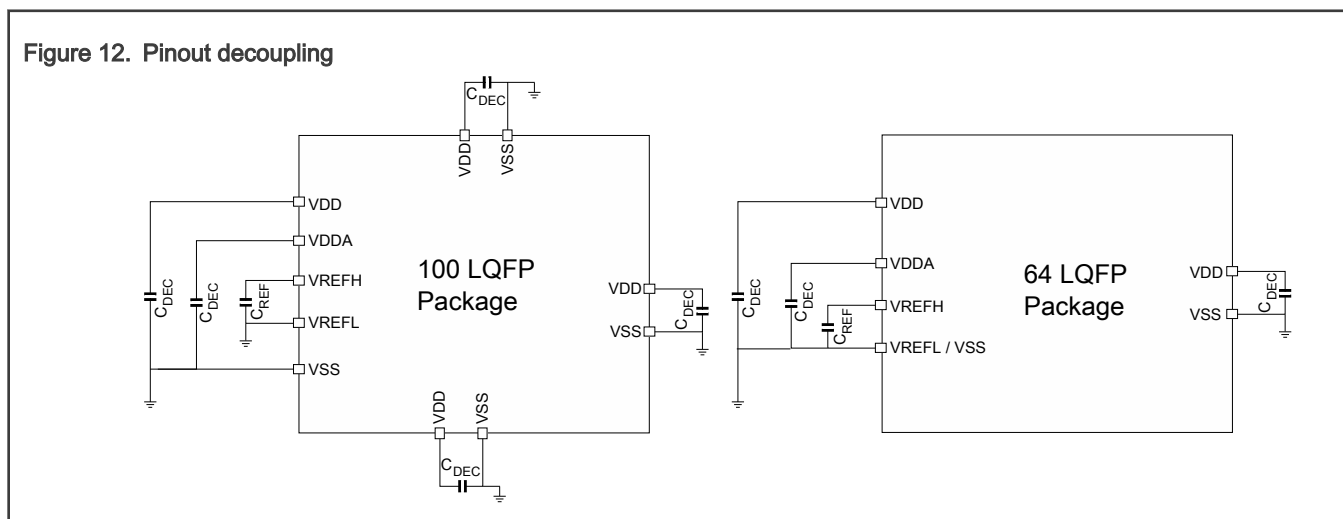 Figure 12. Pinout decoupling
CDEC
VDD
VSS
VDD
VDDA
VREFH
VREFL
VSS
CDEC
CDEC
CREF
100 LQFP
Package
VDD
VSS
CDEC
VDD
VSS
CDEC
VDD
VDDA
VREFH
VREFL / VSS
CDEC
CDEC
CREF
64 LQFP
Package
VDD
VSS
CDEC